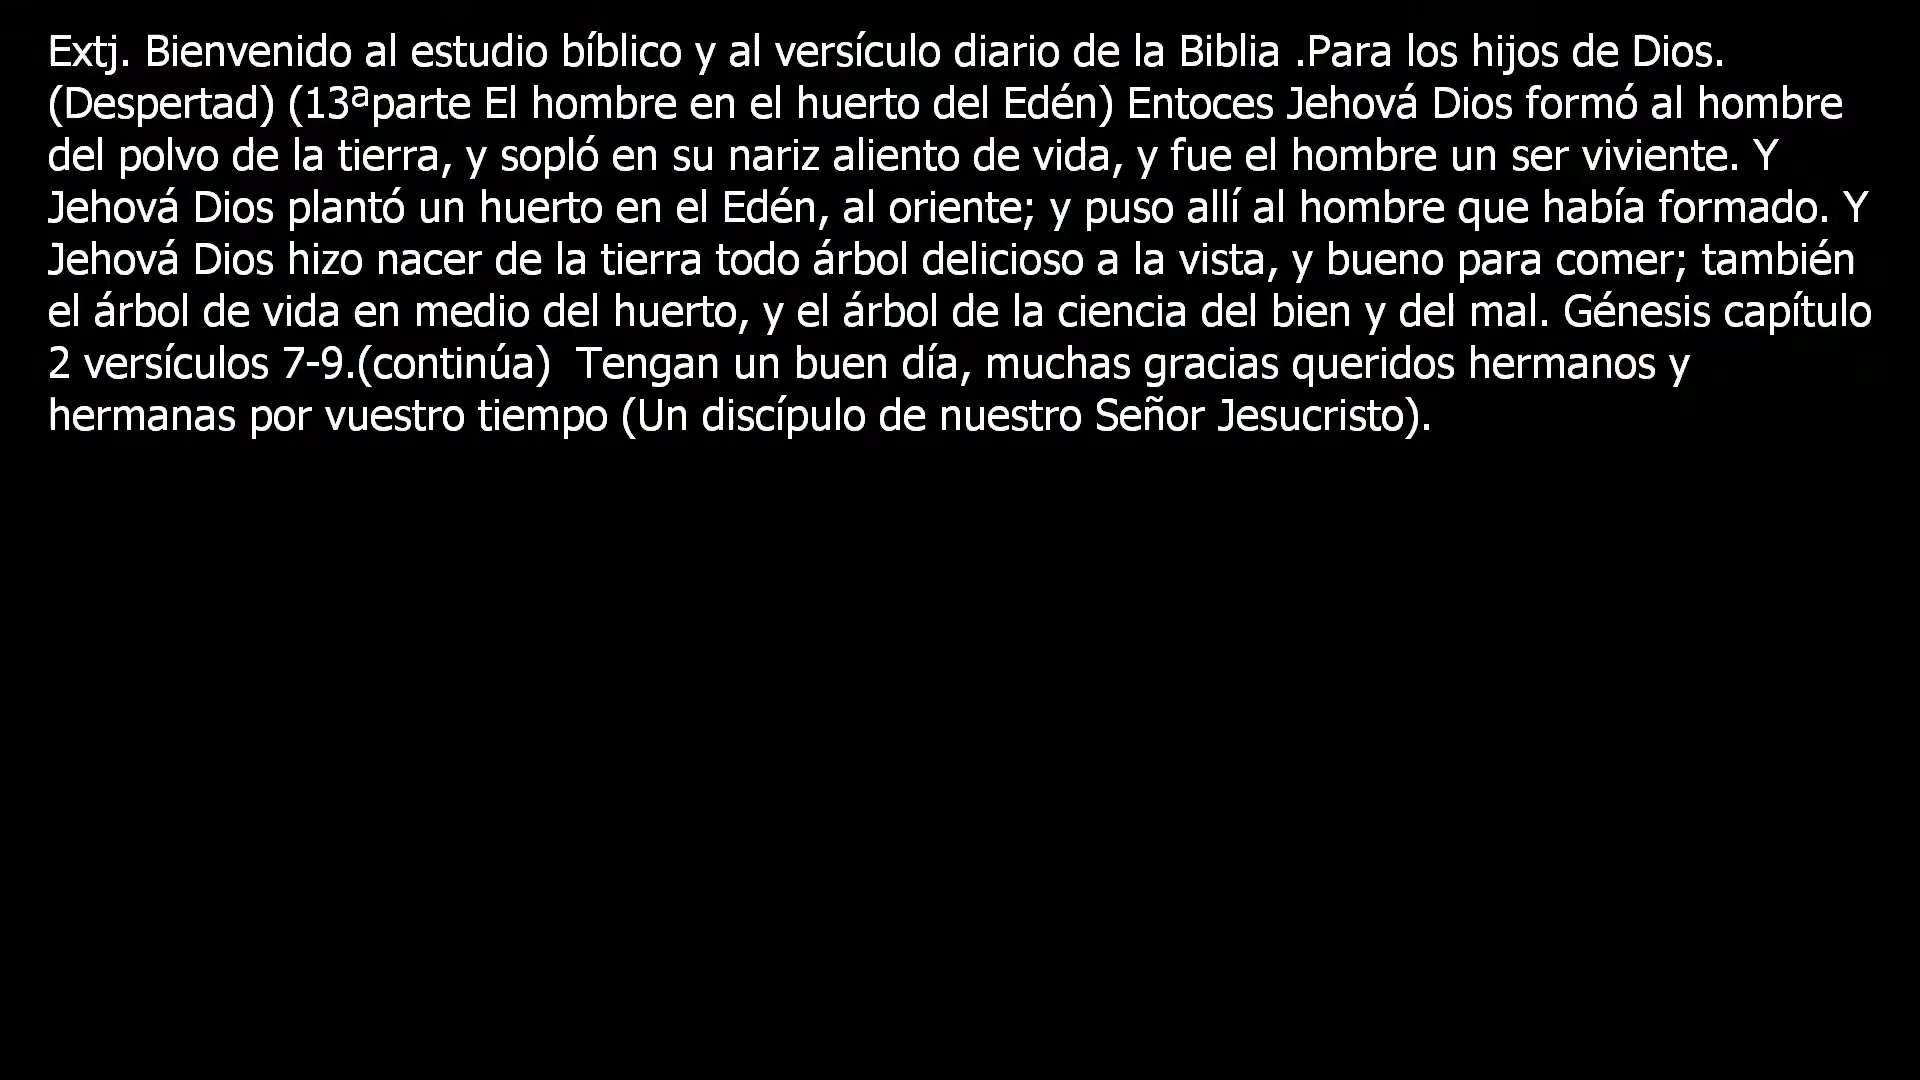 Extj. Bienvenido al estudio bíblico y al versículo diario de la Biblia .Para los hijos de Dios.
(Despertad) (13ªparte El hombre en el huerto del Edén) Entoces Jehová Dios formó al hombre
del polvo de la tierra, y sopló en su nariz aliento de vida, y fue el hombre un ser viviente. Y
Jehová Dios plantó un huerto en el Edén, al oriente; y puso allí al hombre que había formado. Y
Jehová Dios hizo nacer de la tierra todo árbol delicioso a la vista, y bueno para comer; también
el árbol de vida en medio del huerto, y el árbol de la ciencia del bien y del mal. Génesis capítulo
2 versículos 7-9.(continúa)  Tengan un buen día, muchas gracias queridos hermanos y
hermanas por vuestro tiempo (Un discípulo de nuestro Señor Jesucristo).